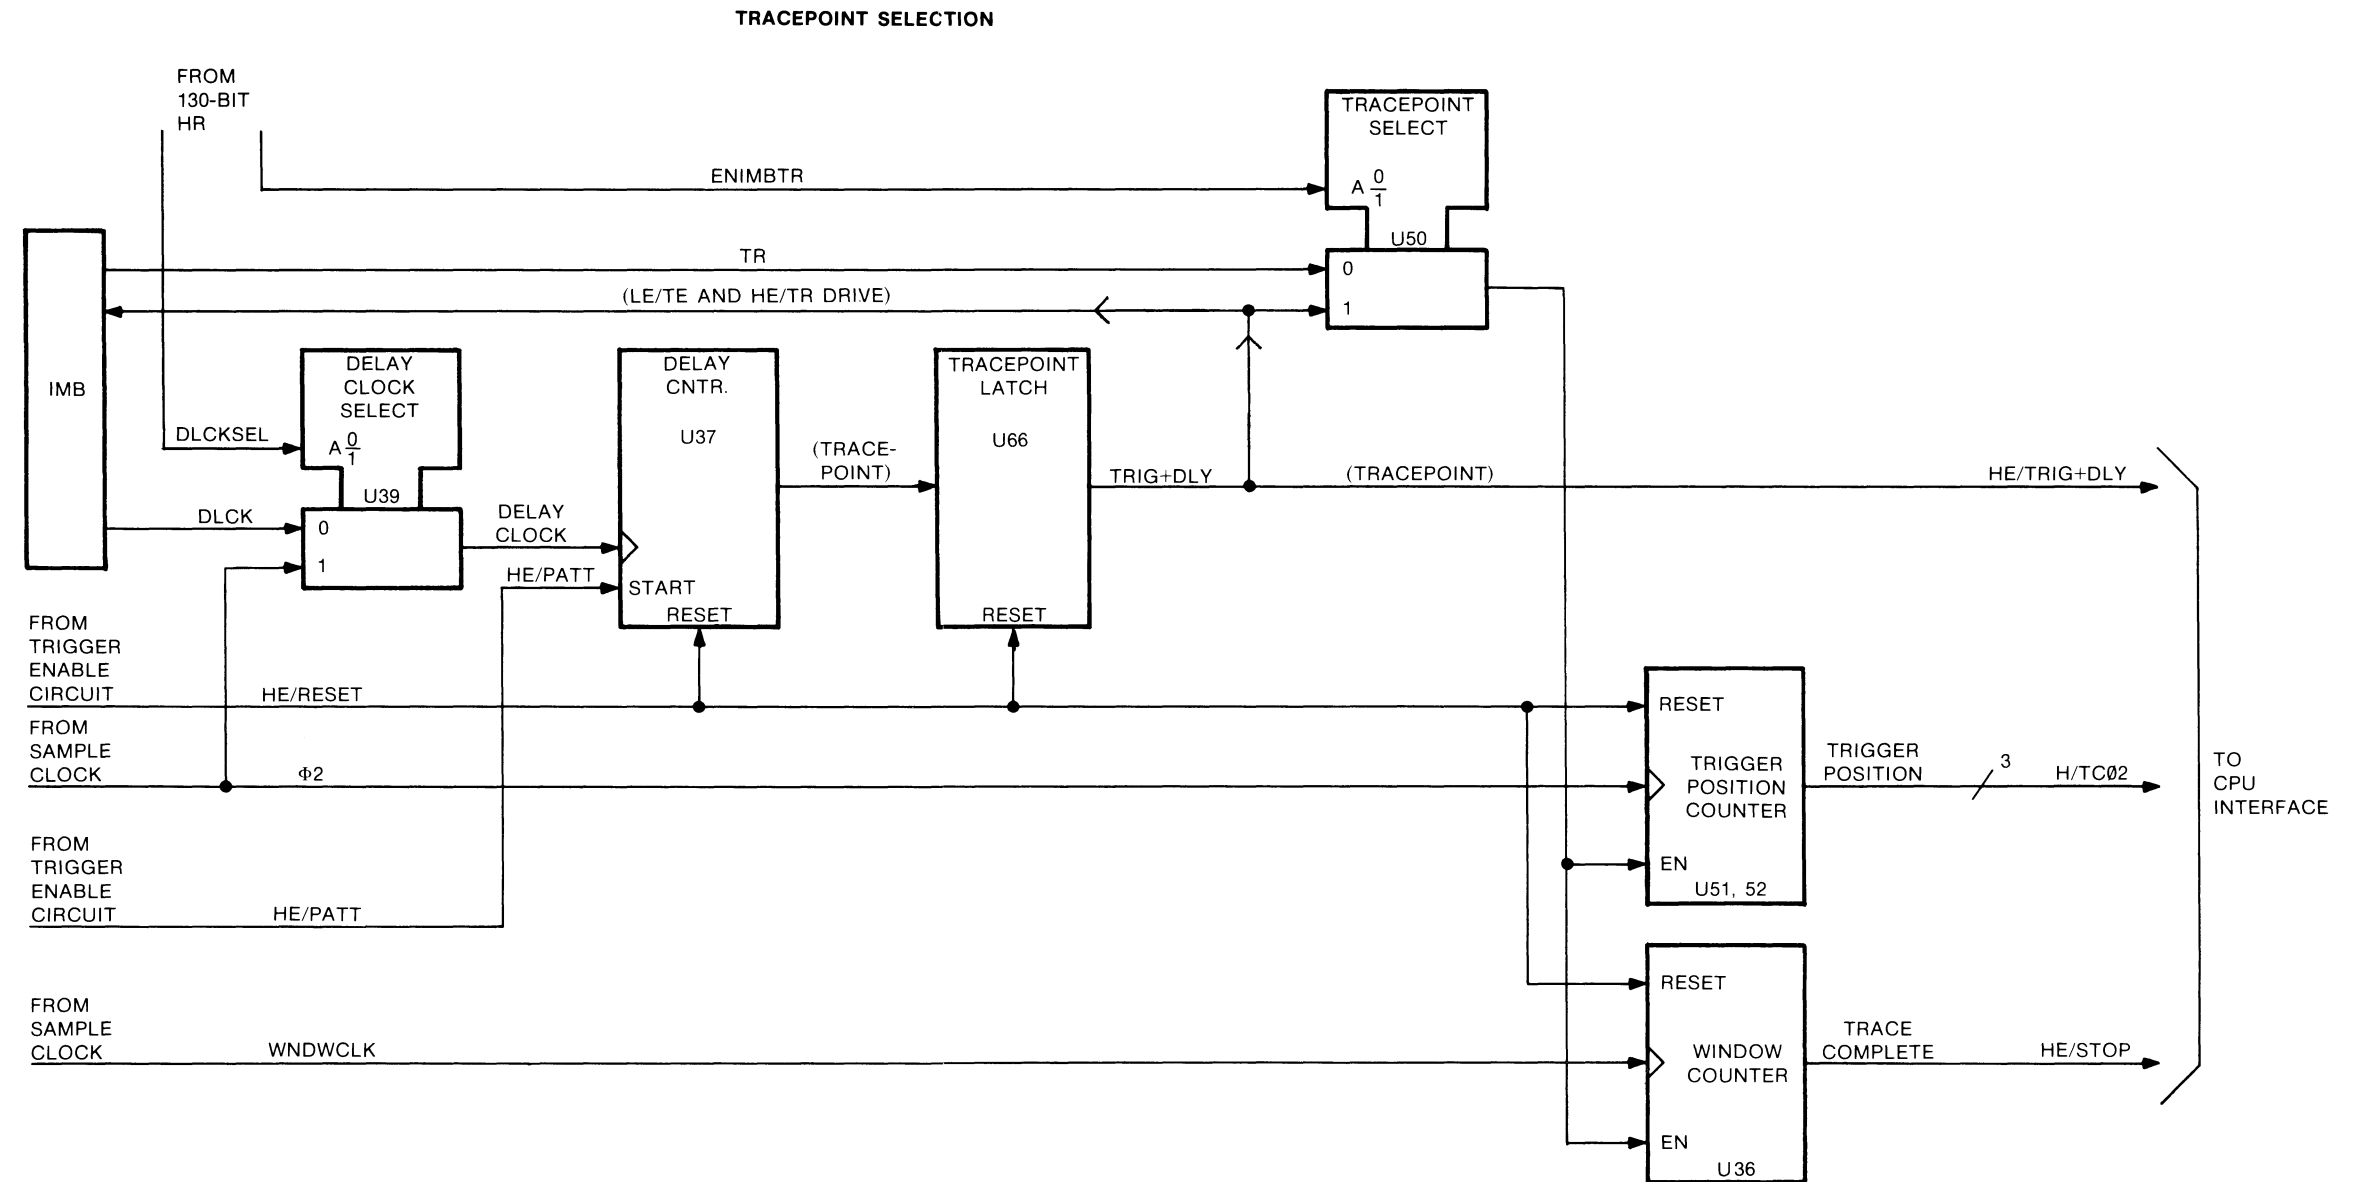 TRACEPOINT SELECTION
FROM
130-BIT
HR
TRACEPOINT
SELECT
A 0/1
ENIMBTR
U50
TR
0
(LE/TE AND HE/TR DRIVE)
1
IMB
DELAY
CLOCK
SELECT
A 0/1
DLCKSEL
U39
DLCK
0
1
DELAY
CLOCK
HE/PATT
DELAY
CNTR.
U37
START
RESET
(TRACE-
POINT)
TRACEPOINT
LATCH
U66
RESET
TRIG+DLY
(TRACEPOINT)
HE/TRIG+DLY
FROM
TRIGGER
ENABLE
CIRCUIT
HE/RESET
FROM
SAMPLE
CLOCK
Φ2
RESET
TRIGGER
POSITION
COUNTER
EN
U51, 52
TRIGGER
POSITION
3
H/TCØ2
TO
CPU
INTERFACE
FROM
TRIGGER
ENABLE
CIRCUIT
HE/PATT
FROM
SAMPLE
CLOCK
WNDWCLK
RESET
WINDOW
COUNTER
EN
U36
TRACE
COMPLETE
HE/STOP